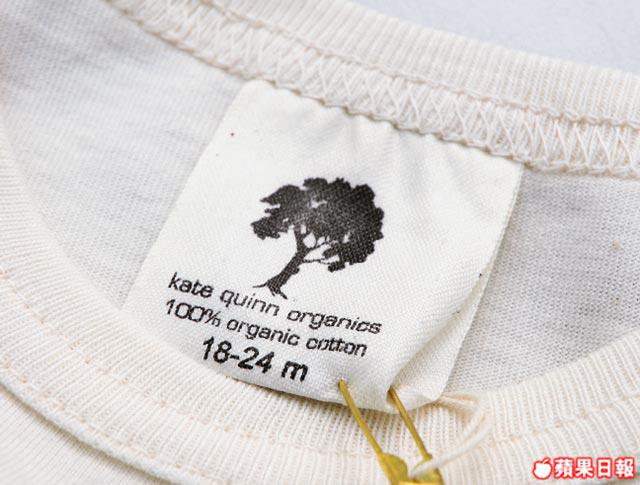 kate quinn organics
100% organic cotton
18-24 m
蘋果日報